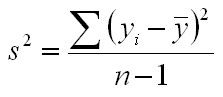 s² = ∑(yᵢ − ȳ)² / n−1